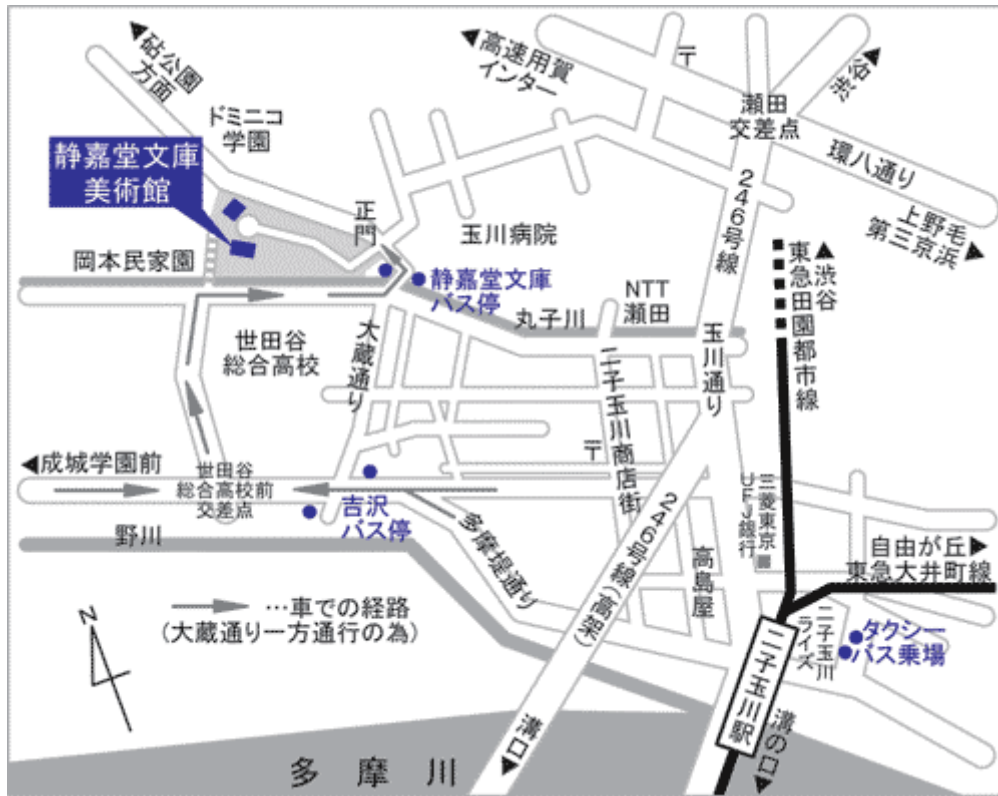 砧公園
方面
ドミニコ
学園
静嘉堂文庫
美術館
高速用賀
インター
〒
渋谷
瀬田
交差点
環八通り
上野毛
第三京浜
246号線
正門
玉川病院
岡本民家園
静嘉堂文庫
バス停
NTT
瀬田
丸子川
渋谷
東急田園都市線
世田谷
総合高校
大蔵通り
玉川通り
二子玉川商店街
〒
成城学園前
世田谷
総合高校前
交差点
吉沢
バス停
野川
多摩堤通り
246号線(高架)
三菱東京
UFJ銀行
高島屋
自由が丘
東急大井町線
N
…車での経路
(大蔵通り一方通行の為)
二子玉川
ライズ
タクシー
バス乗場
二子玉川駅
溝口
溝の口
多摩川